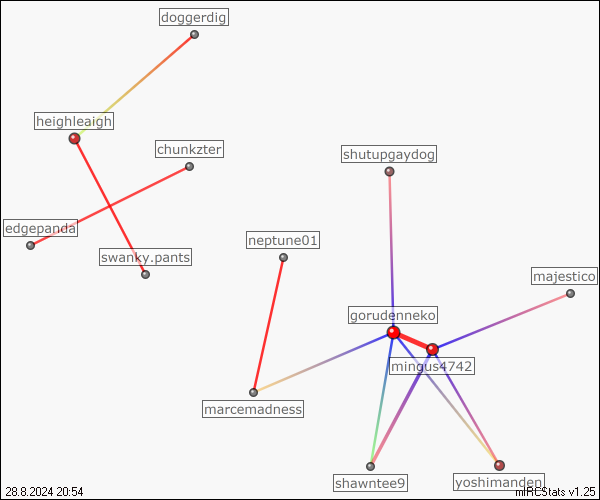 doggerdig
heighleaigh
chunkzter
shutupgaydog
edgepanda
neptune01
swanky.pants
majestico
gorudenneko
mingus4742
marcemadness
shawntee9
yoshimanden
28.8.2024 20:54
mIRCStats v1.25